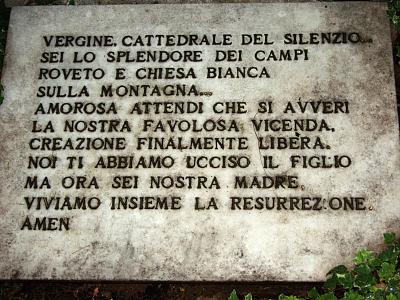 VERGINE. CATTEDRALE DEL SILENZIO...
SEI LO SPLENDORE DEI CAMPI
ROVETO E CHIESA BIANCA
SULLA MONTAGNA...
AMOROSA ATTENDI CHE SI AVVERI
LA NOSTRA FAVOLOSA VICENDA.
CREAZIONE FINALMENTE LIBERA.
NOI TI ABBIAMO UCCISO IL FIGLIO
MA ORA SEI NOSTRA MADRE.
VIVIAMO INSIEME LA RESURREZIONE.
AMEN